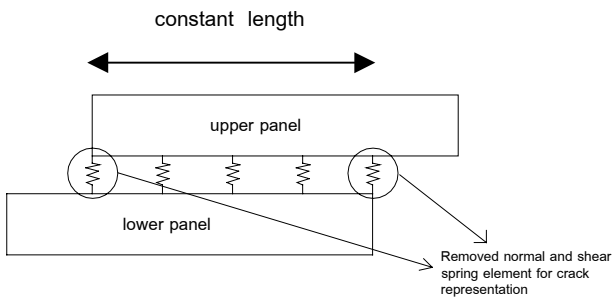 constant length
upper panel
lower panel
Removed normal and shear
spring element for crack
representation